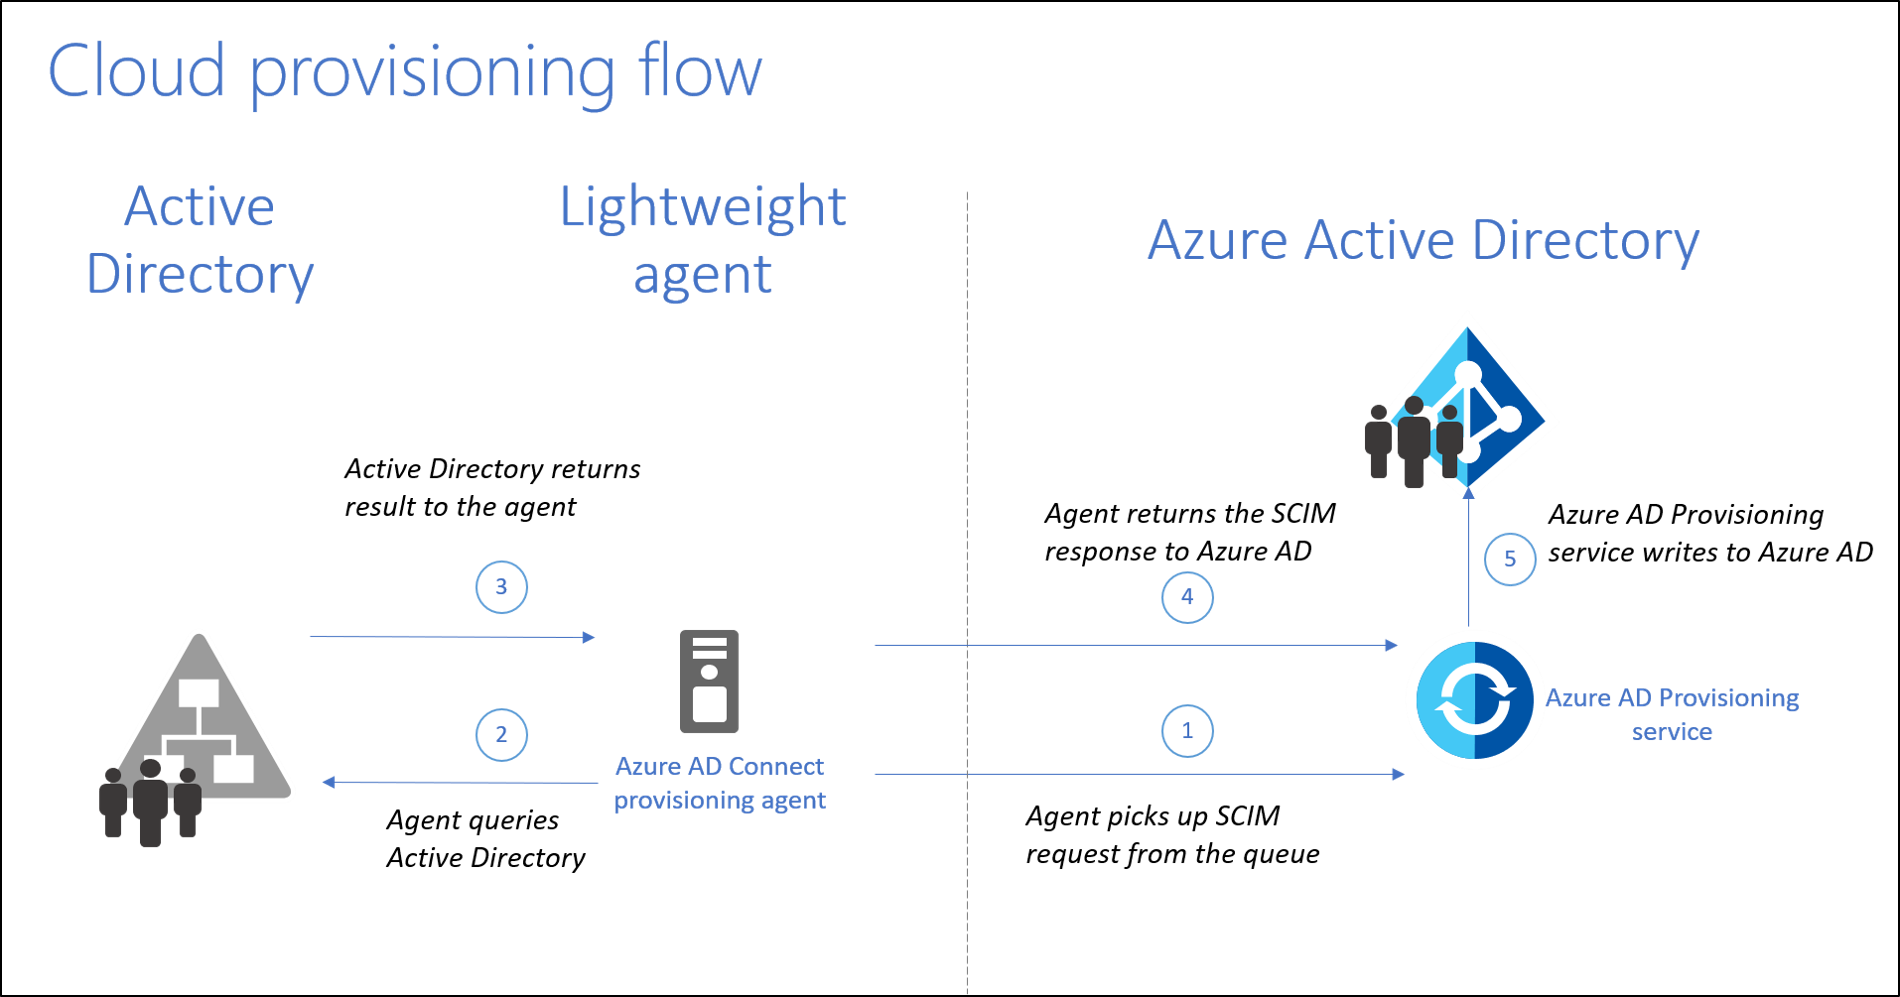 Cloud provisioning flow
Active
Directory
Lightweight
agent
Azure Active Directory
Active Directory returns
result to the agent
3
2
Agent queries
Active Directory
Azure AD Connect
provisioning agent
Agent returns the SCIM
response to Azure AD
4
1
Agent picks up SCIM
request from the queue
Azure AD Provisioning
service writes to Azure AD
5
Azure AD Provisioning
service